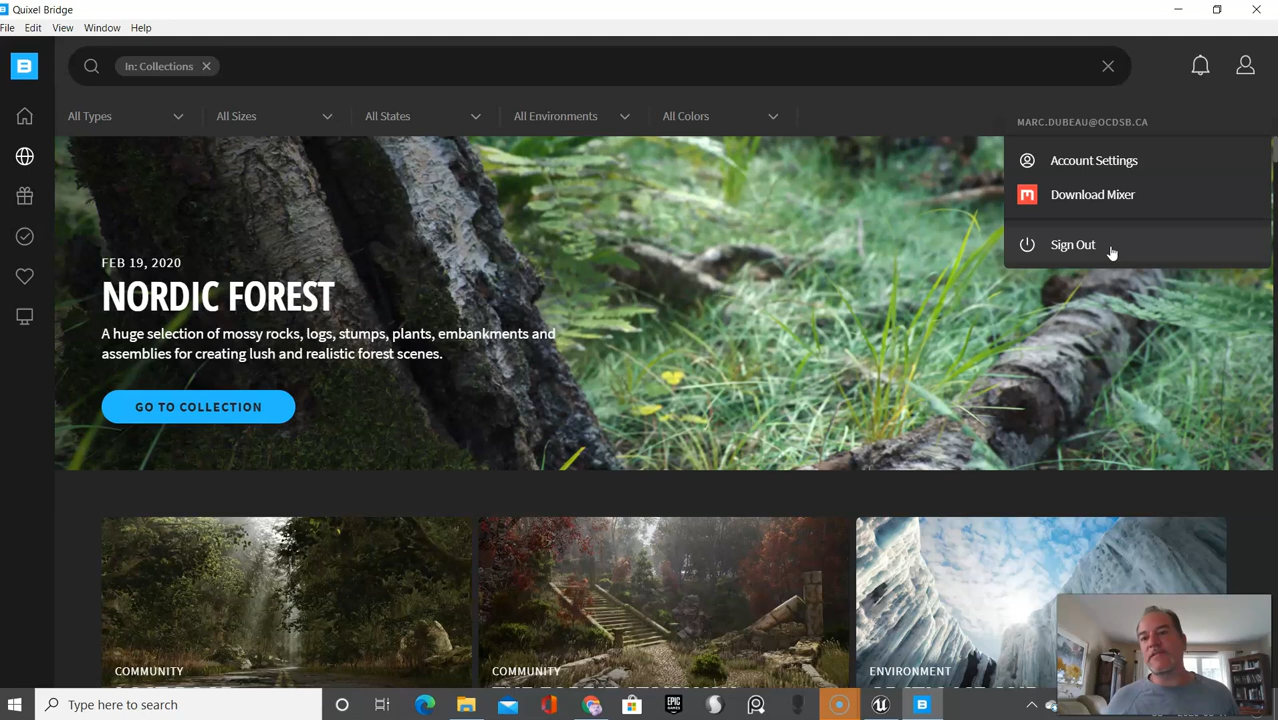 Quixel Bridge
File Edit View Window Help
In: Collections
All Types All Sizes All States All Environments All Colors
MARC.DUBEAU@OCDSB.CA
Account Settings
Download Mixer
Sign Out
FEB 19, 2020
NORDIC FOREST
A huge selection of mossy rocks, logs, stumps, plants, embankments and
assemblies for creating lush and realistic forest scenes.
GO TO COLLECTION
COMMUNITY
COMMUNITY
ENVIRONMENT
Type here to search
EPIC
GAMES